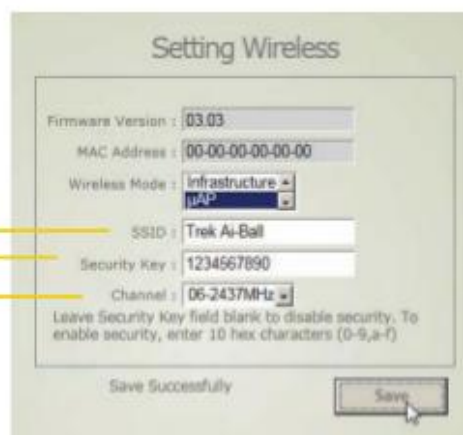 Setting Wireless
Firmware Version : 03.03
MAC Address : 00-00-00-00-00-00
Wireless Mode : Infrastructure
µAP
SSID : Trek Ai-Ball
Security Key : 1234567890
Channel : 06-2437MHz
Leave Security Key field blank to disable security. To
enable security, enter 10 hex characters (0-9,a-f)
Save Successfully Save